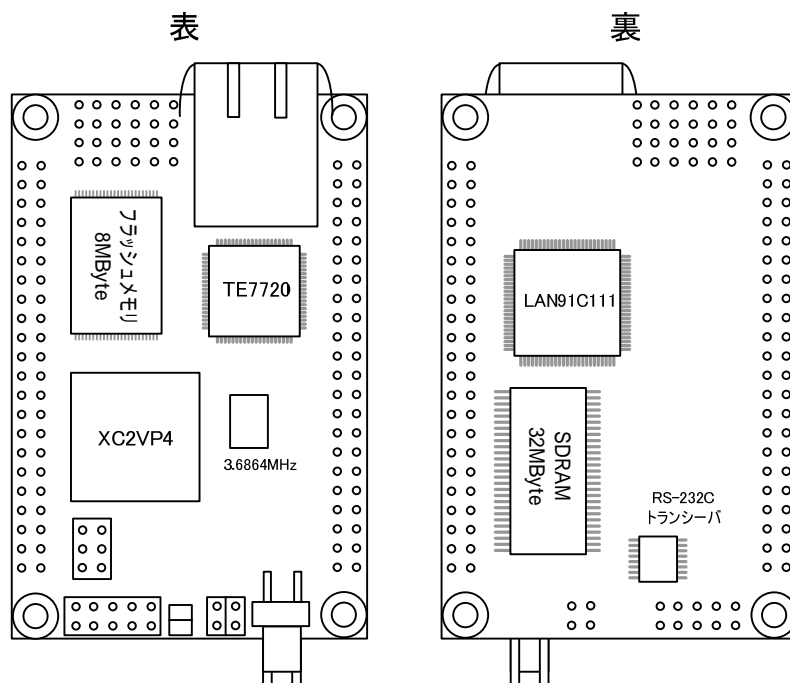 表
裏
フラッシュメモリ
8MByte
TE7720
XC2VP4
3.6864MHz
LAN91C111
SDRAM
32MByte
RS-232C
トランシーバ